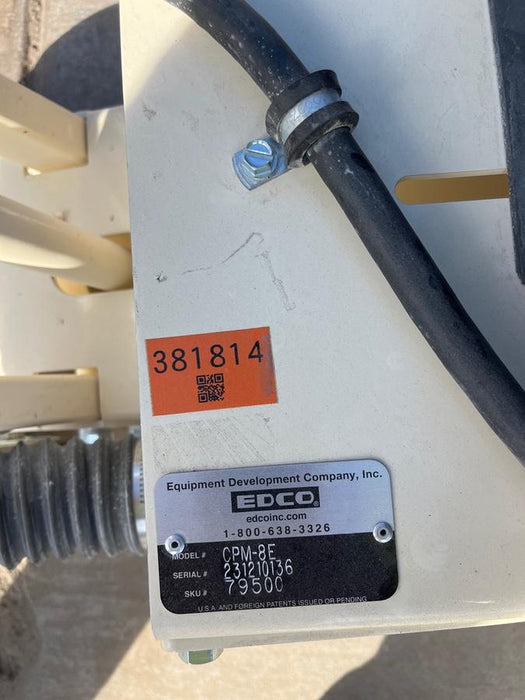 381814
Equipment Development Company, Inc.
EDCO®
edcoinc.com
1-800-638-3326
MODEL # CPM-8E
SERIAL # 231210136
SKU # 79500
U.S.A. AND FOREIGN PATENTS ISSUED OR PENDING